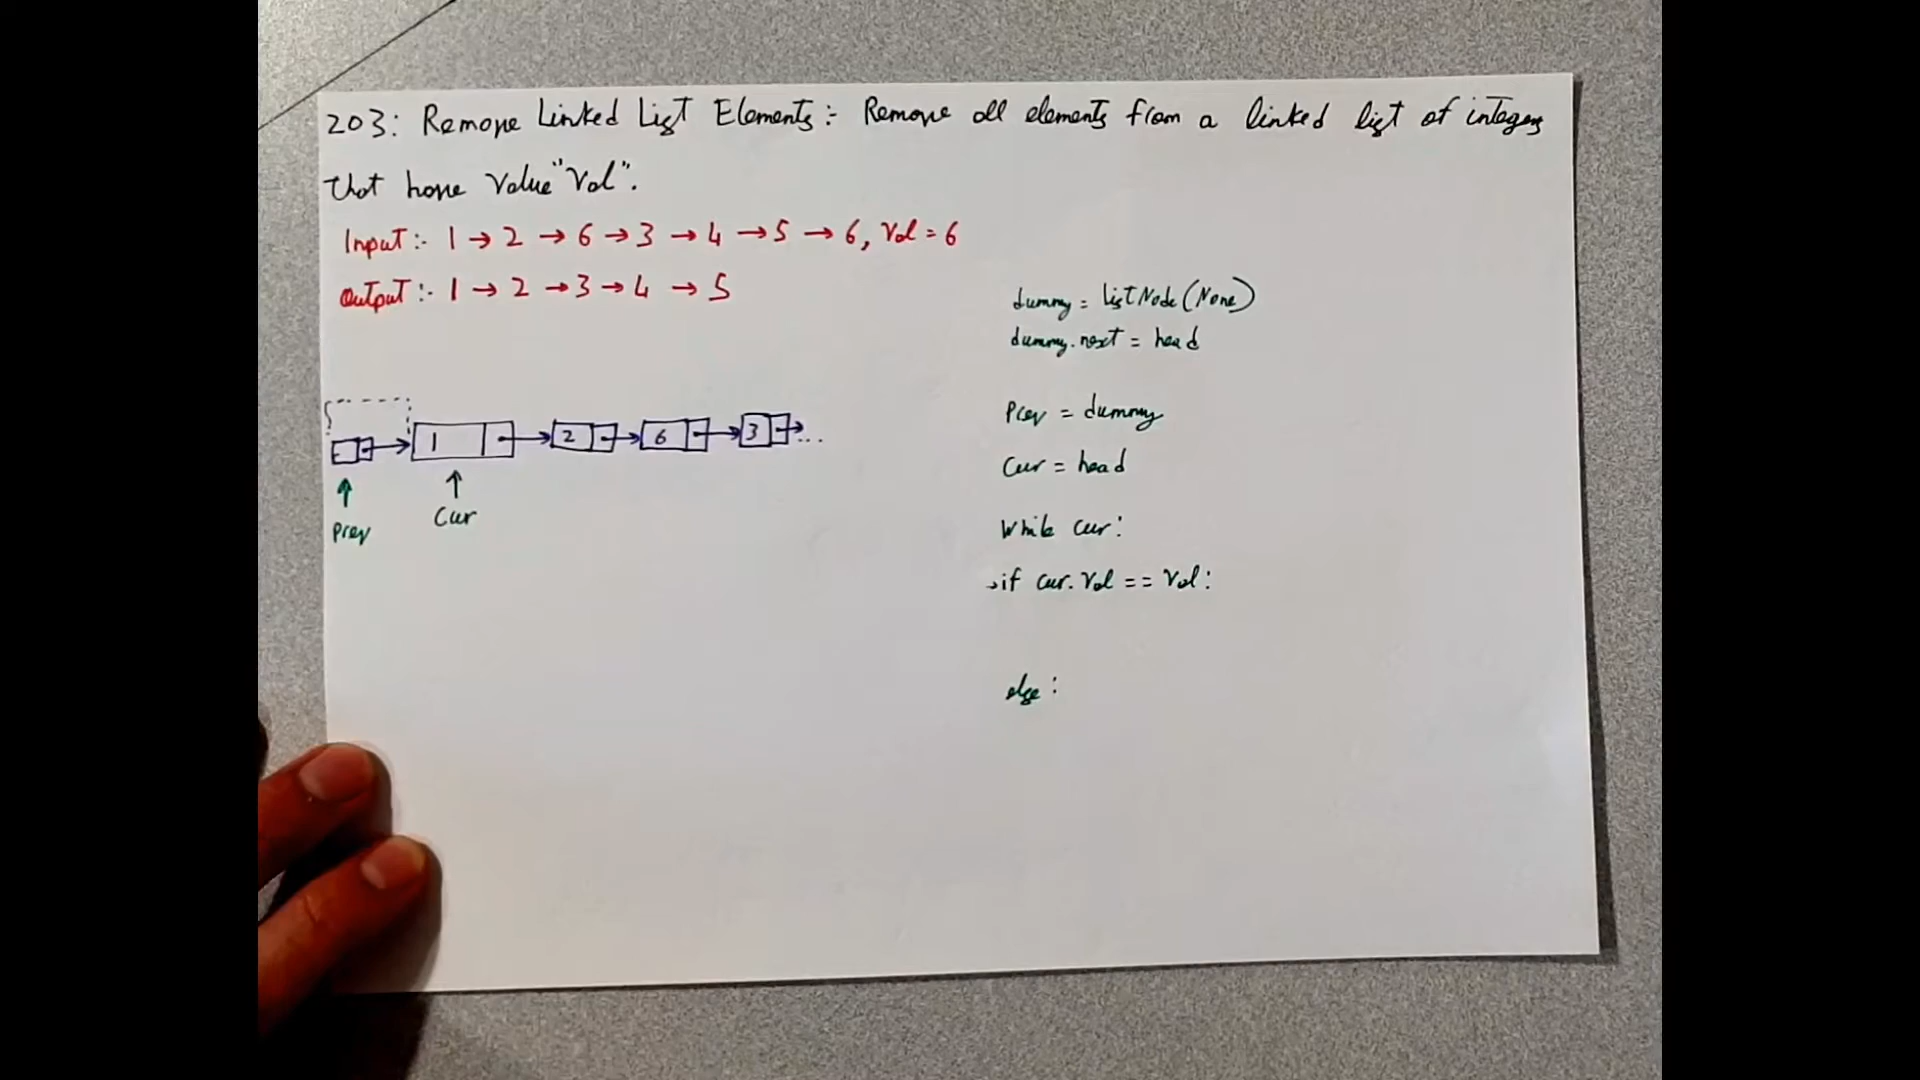 203: Remove Linked List Elements:- Remove all elements from a linked list of integers
that have value "val".
Input:- 1 → 2 → 6 → 3 → 4 → 5 → 6, val = 6
Output:- 1 → 2 → 3 → 4 → 5
dummy = listNode(None)
dummy.next = head
Prev = dummy
Cur = head
While cur:
→if cur.val == val:
else:
- → 1 → 2 → 6 → 3 → ...
Prev
Cur